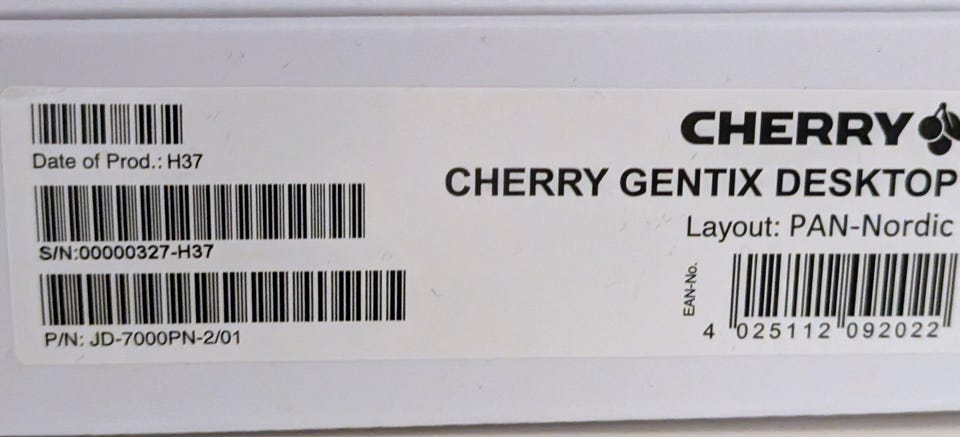 Date of Prod.: H37
S/N:00000327-H37
P/N: JD-7000PN-2/01
CHERRY
CHERRY GENTIX DESKTOP
Layout: PAN-Nordic
EAN-No.
4 025112 092022